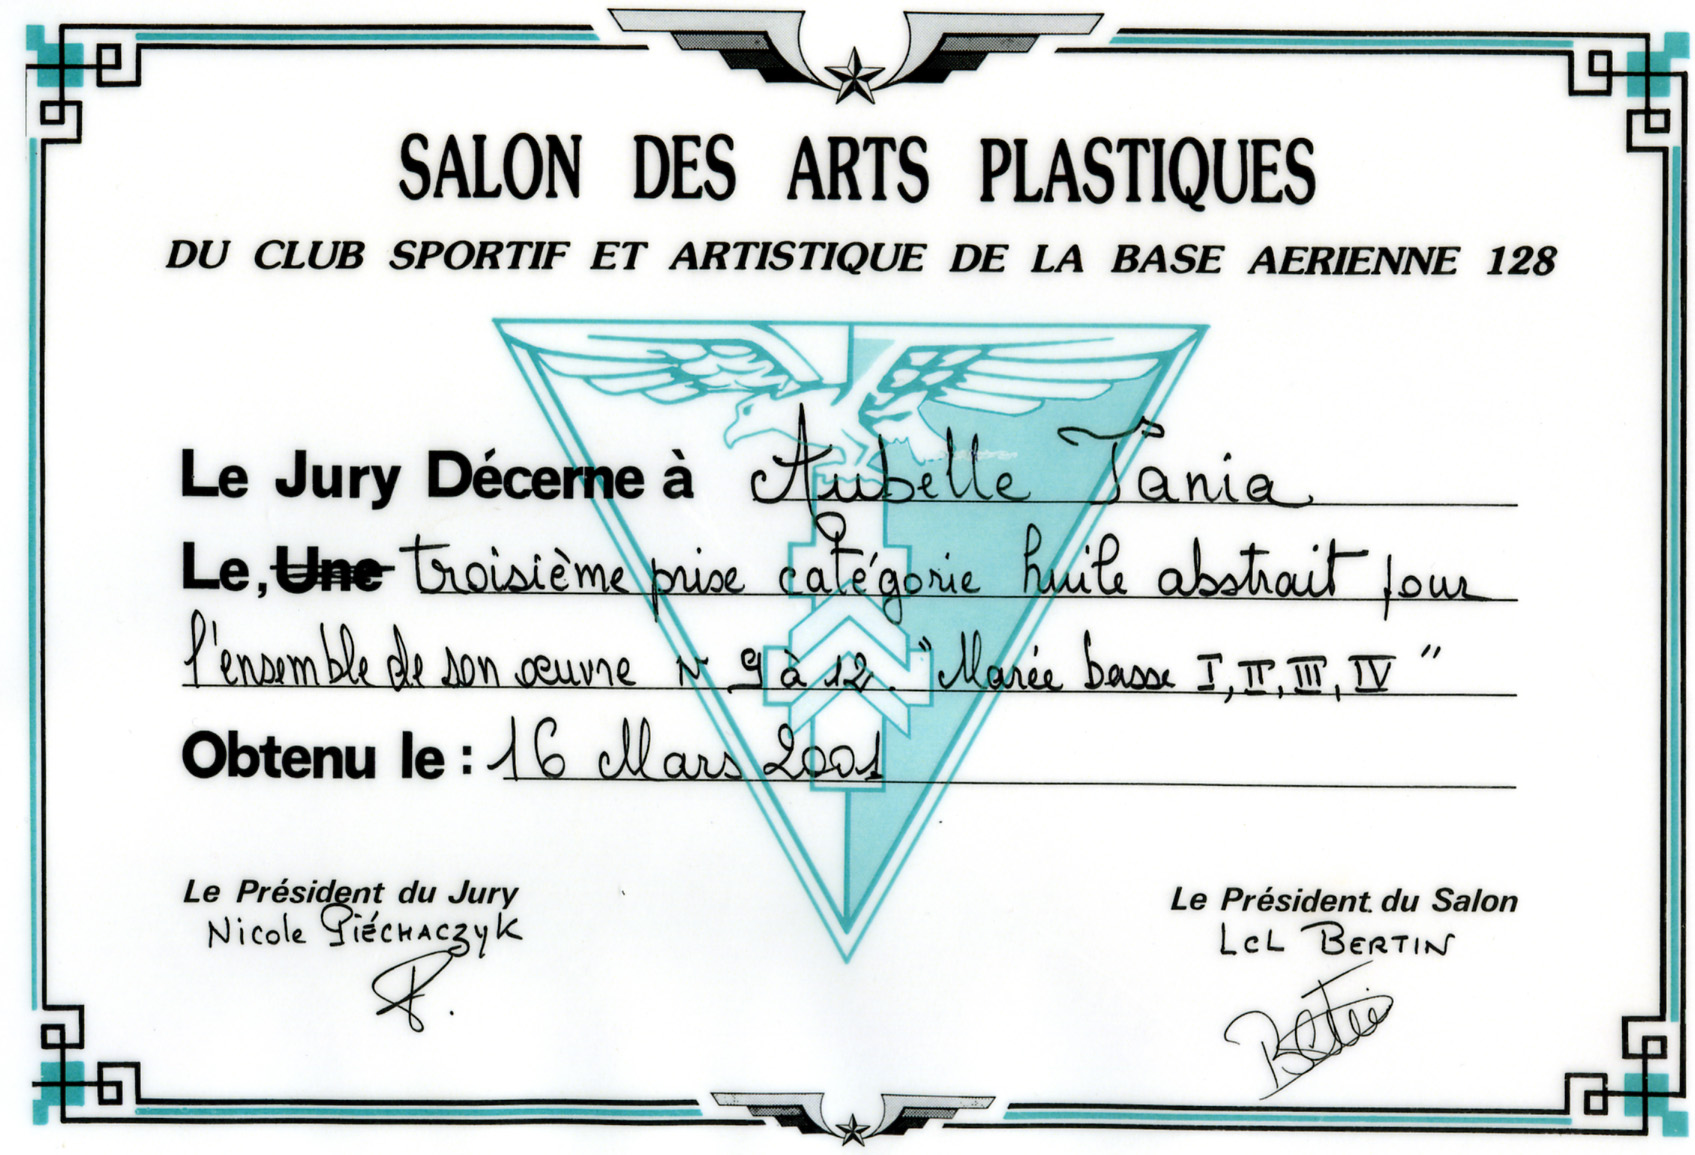 SALON DES ARTS PLASTIQUES
DU CLUB SPORTIF ET ARTISTIQUE DE LA BASE AERIENNE 128
Le Jury Décerne à Aubelle Tania
Le, Une troisième prise catégorie huile abstrait pour
l'ensemble de son œuvre N° 9 à 12. "Marée basse I, II, III, IV"
Obtenu le : 16 Mars 2001
Le Président du Jury
Nicole PIÉCHACZYK
Le Président du Salon
LCL BERTIN